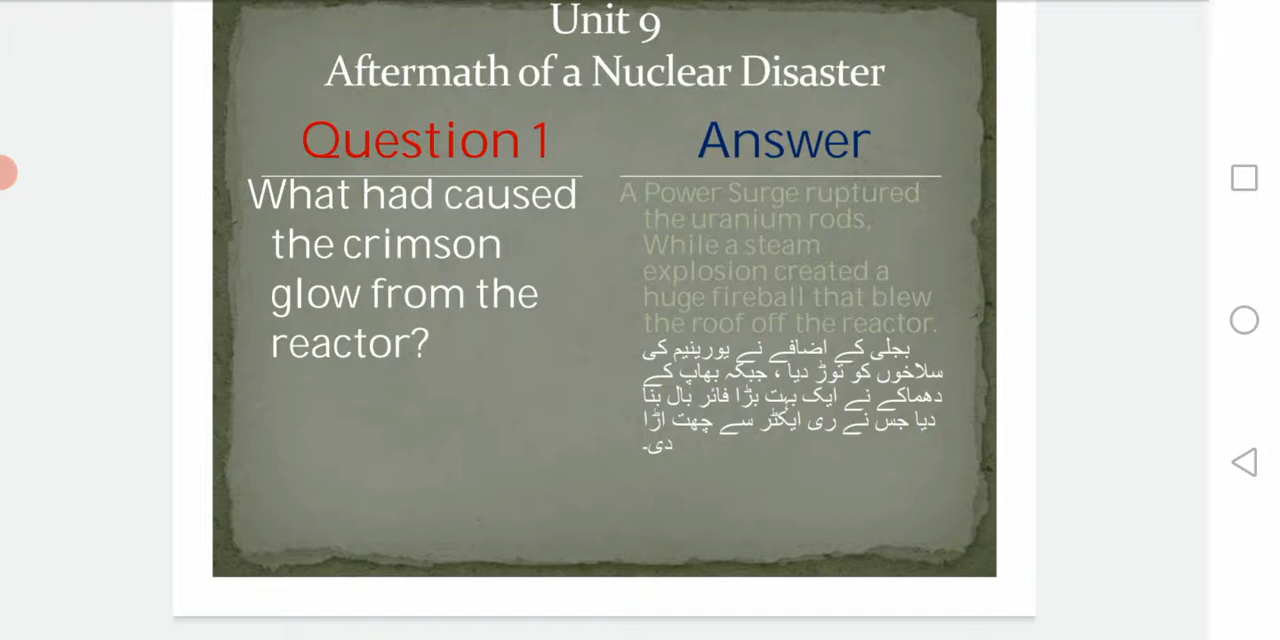 Unit 9
Aftermath of a Nuclear Disaster
Question 1
What had caused
the crimson
glow from the
reactor?
Answer
A Power Surge ruptured
the uranium rods,
While a steam
explosion created a
huge fireball that blew
the roof off the reactor.
بجلی کے اضافے نے یورینیم کی
سلاخوں کو توڑ دیا ، جبکہ بھاپ کے
دھماکے نے ایک بہت بڑا فائر بال بنا
دیا جس نے ری ایکٹر سے چھت اڑا
دی۔